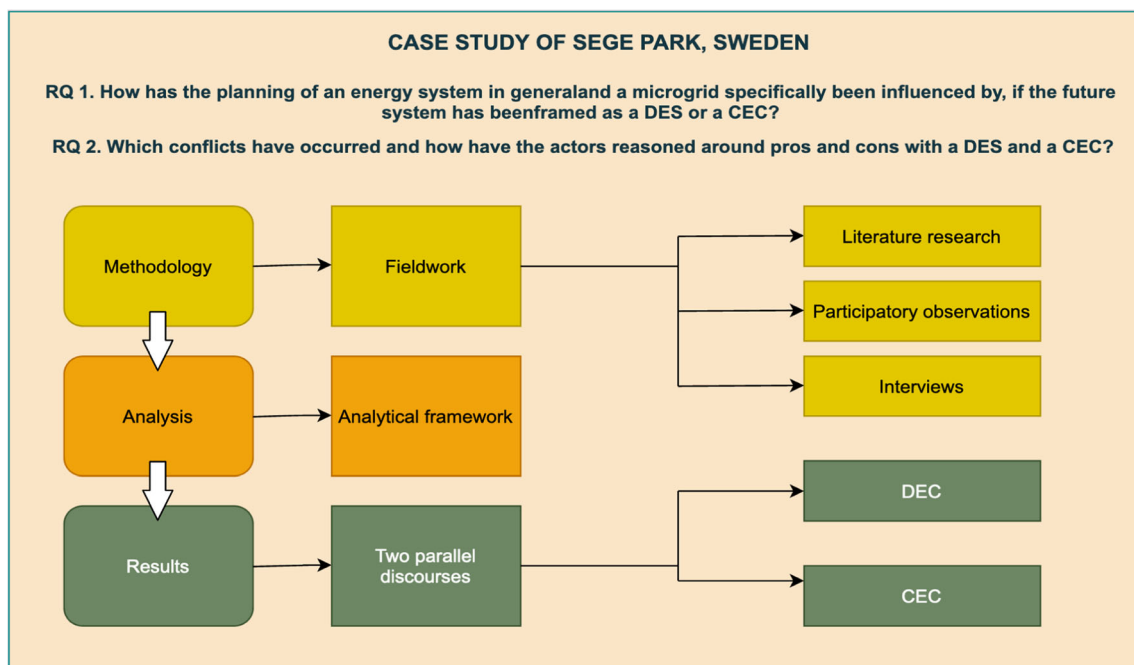 CASE STUDY OF SEGE PARK, SWEDEN
RQ 1. How has the planning of an energy system in generaland a microgrid specifically been influenced by, if the future
system has beenframed as a DES or a CEC?
RQ 2. Which conflicts have occurred and how have the actors reasoned around pros and cons with a DES and a CEC?
Methodology
Fieldwork
Literature research
Participatory observations
Interviews
Analysis
Analytical framework
Results
Two parallel
discourses
DEC
CEC